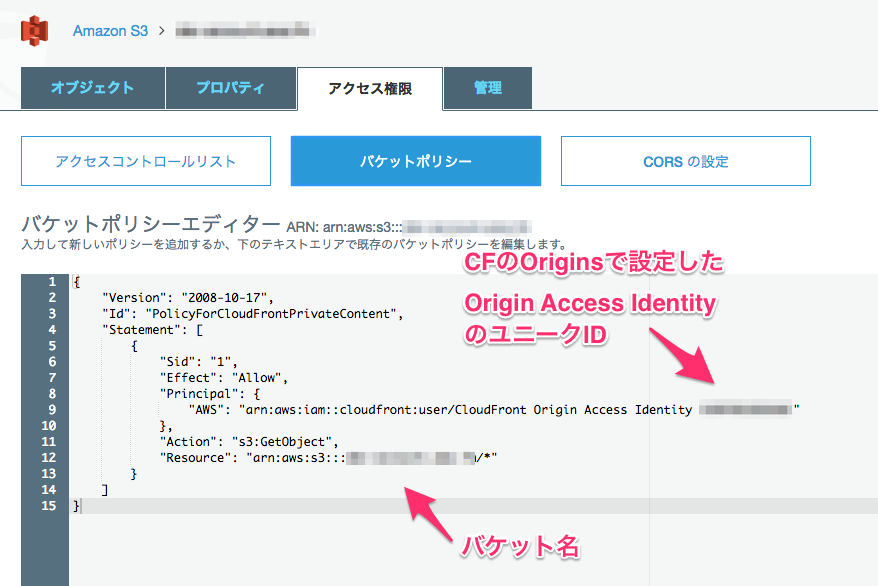 Amazon S3 >
オブジェクト
プロパティ
アクセス権限
管理
アクセスコントロールリスト
バケットポリシー
CORS の設定
バケットポリシーエディター ARN: arn:aws:s3:::
入力して新しいポリシーを追加するか、下のテキストエリアで既存のバケットポリシーを編集します。
CFのOriginsで設定した
Origin Access Identity
のユニークID
1 {
2 "Version": "2008-10-17",
3 "Id": "PolicyForCloudFrontPrivateContent",
4 "Statement": [
5 {
6 "Sid": "1",
7 "Effect": "Allow",
8 "Principal": {
9 "AWS": "arn:aws:iam::cloudfront:user/CloudFront Origin Access Identity "
10 },
11 "Action": "s3:GetObject",
12 "Resource": "arn:aws:s3:::/*"
13 }
14 ]
15 }
バケット名